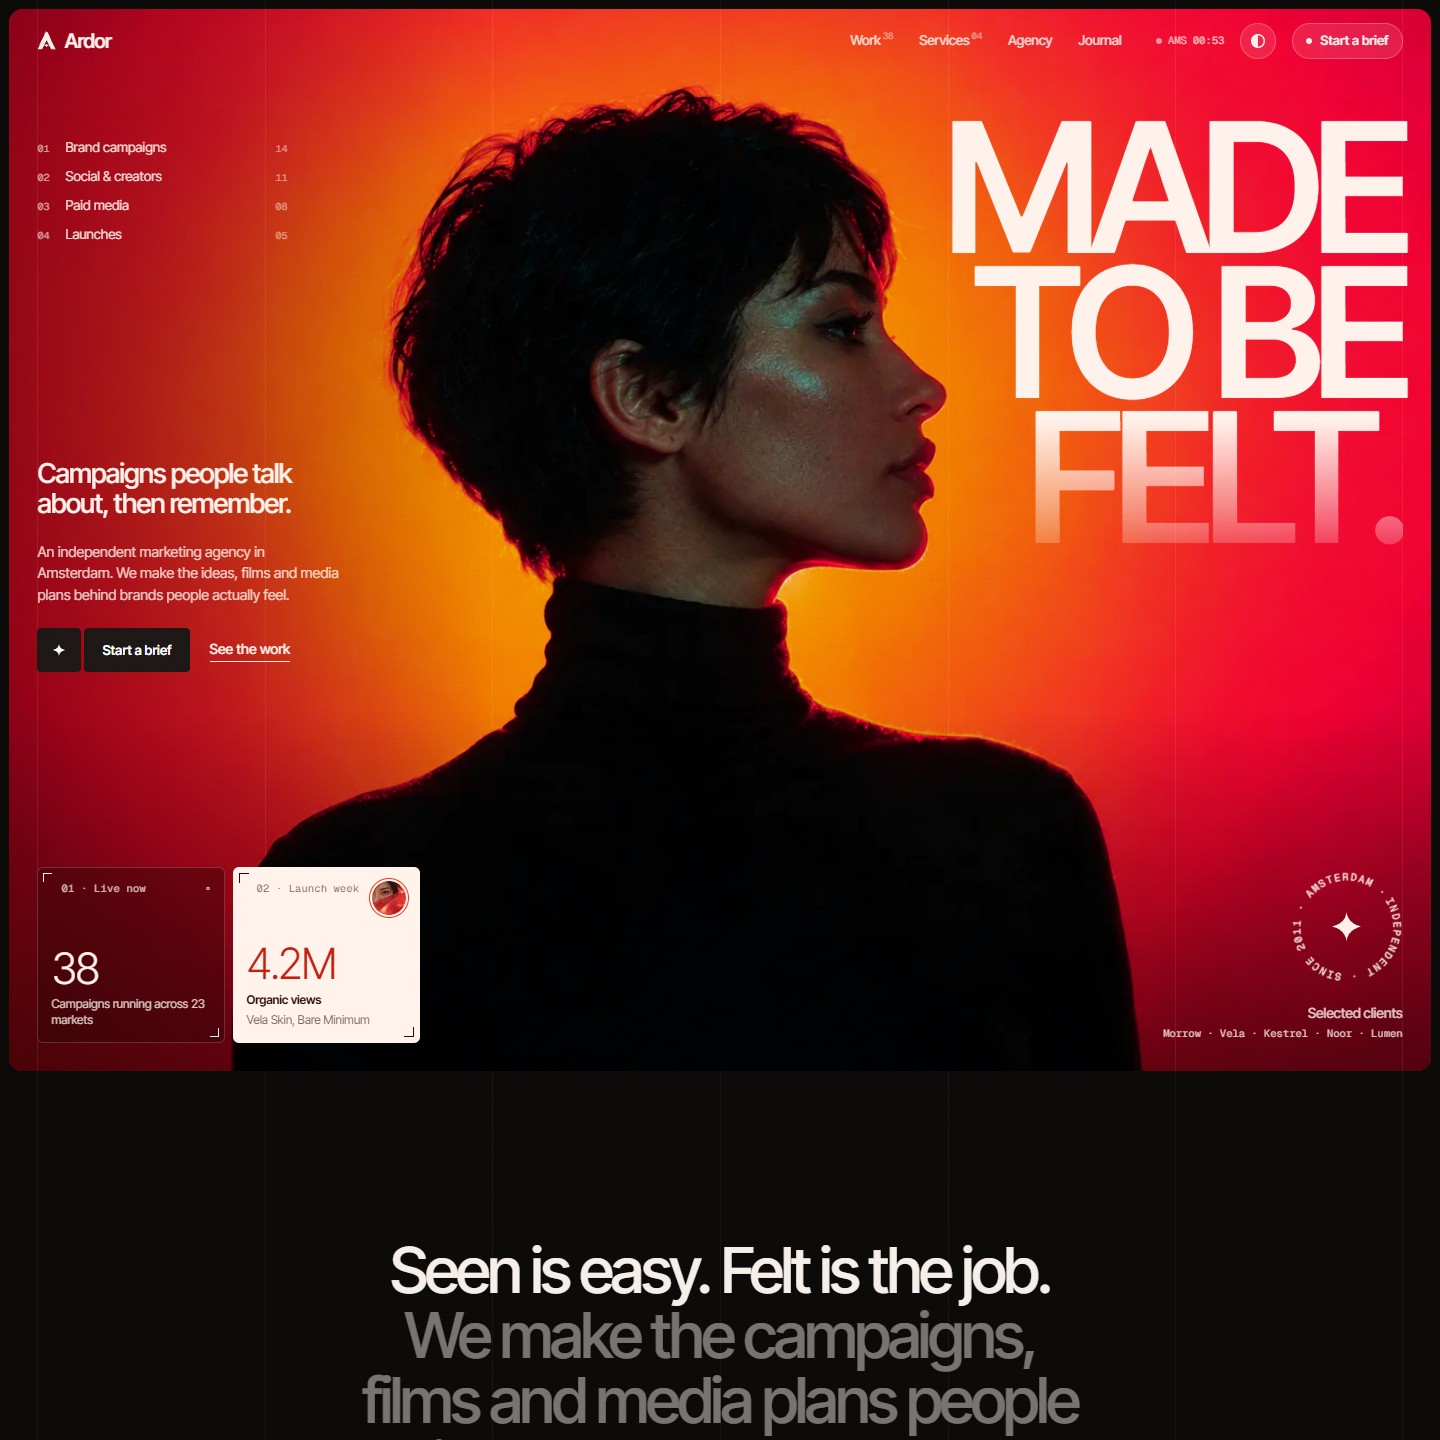 Ardor
Work 38
Services 04
Agency
Journal
AMS 00:53
Start a brief
01 Brand campaigns 14
02 Social & creators 11
03 Paid media 08
04 Launches 05
MADE
TO BE
FELT.
Campaigns people talk
about, then remember.
An independent marketing agency in
Amsterdam. We make the ideas, films and media
plans behind brands people actually feel.
Start a brief
See the work
01 · Live now
38
Campaigns running across 23
markets
02 · Launch week
4.2M
Organic views
Vela Skin, Bare Minimum
AMSTERDAM · INDEPENDENT · SINCE 2011 ·
Selected clients
Morrow · Vela · Kestrel · Noor · Lumen
Seen is easy. Felt is the job.
We make the campaigns,
films and media plans people